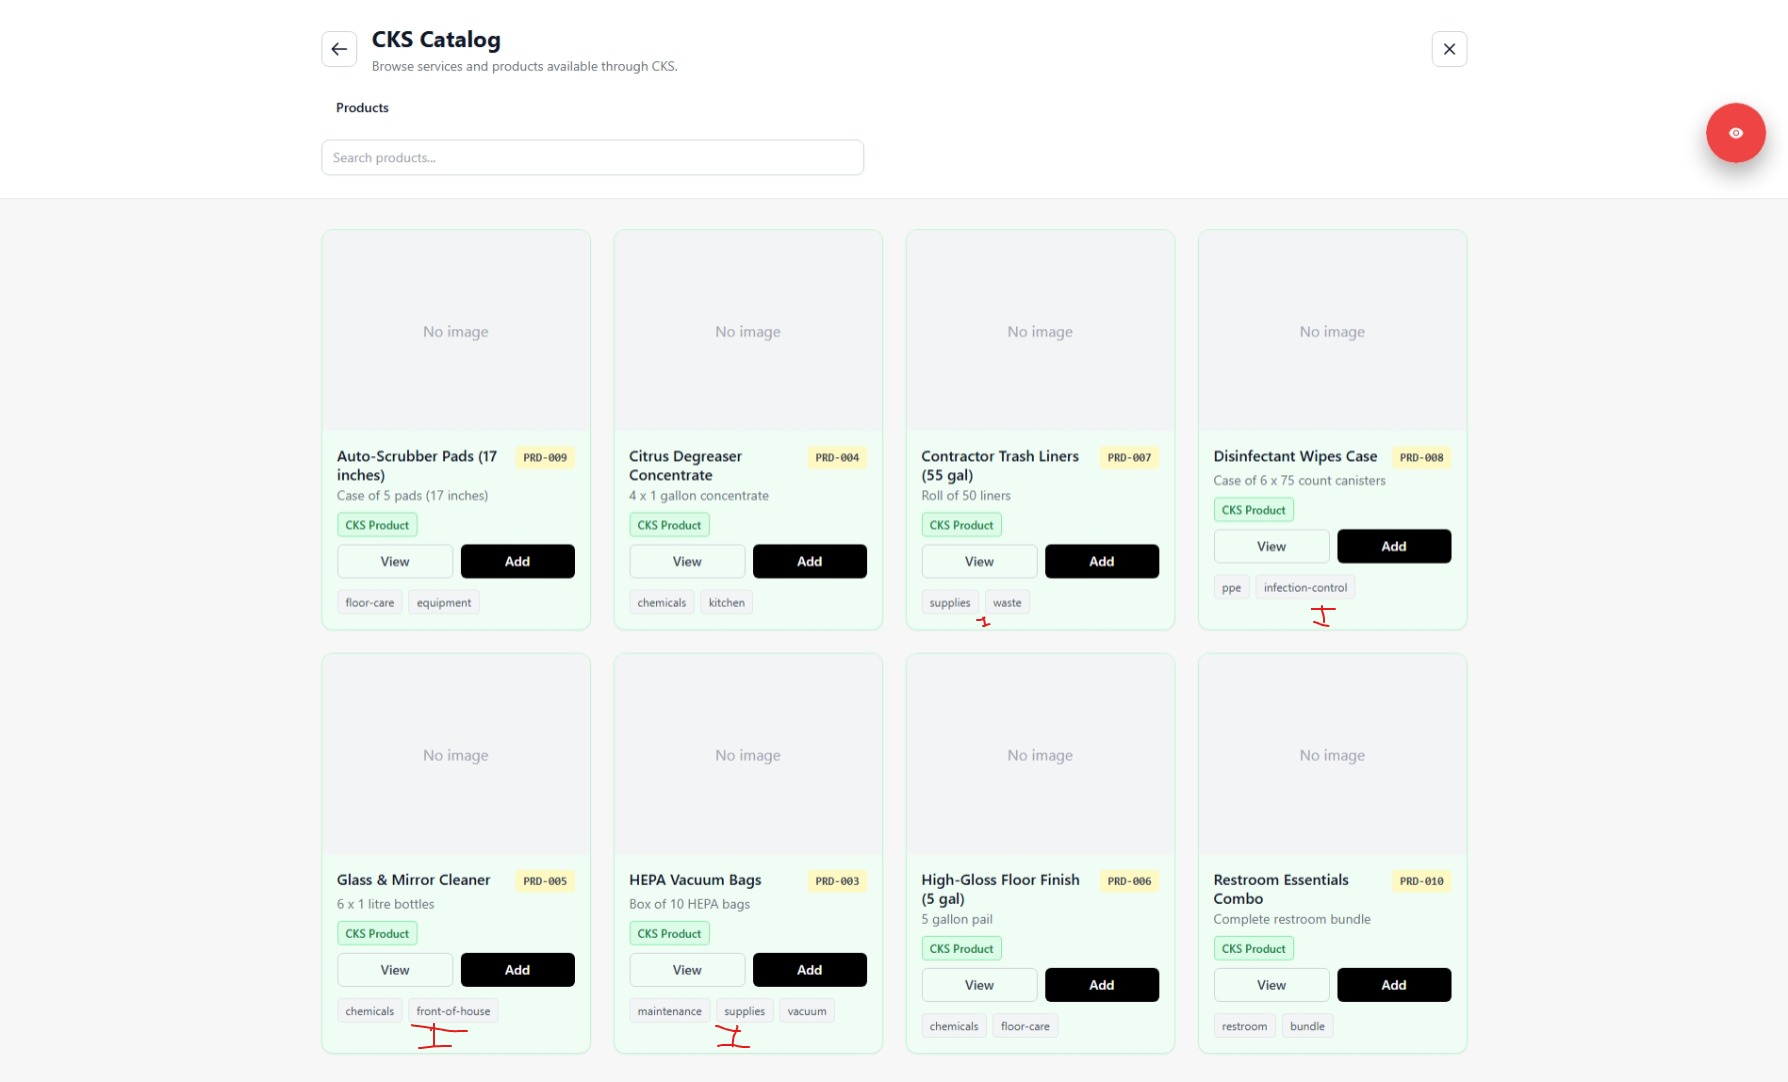 CKS Catalog
Browse services and products available through CKS.
Products
Search products...
No image
No image
No image
No image
Auto-Scrubber Pads (17 inches)
PRD-009
Case of 5 pads (17 inches)
CKS Product
View
Add
floor-care
equipment
Citrus Degreaser Concentrate
PRD-004
4 x 1 gallon concentrate
CKS Product
View
Add
chemicals
kitchen
Contractor Trash Liners (55 gal)
PRD-007
Roll of 50 liners
CKS Product
View
Add
supplies
waste
Disinfectant Wipes Case
PRD-008
Case of 6 x 75 count canisters
CKS Product
View
Add
ppe
infection-control
No image
No image
No image
No image
Glass & Mirror Cleaner
PRD-005
6 x 1 litre bottles
CKS Product
View
Add
chemicals
front-of-house
HEPA Vacuum Bags
PRD-003
Box of 10 HEPA bags
CKS Product
View
Add
maintenance
supplies
vacuum
High-Gloss Floor Finish (5 gal)
PRD-006
5 gallon pail
CKS Product
View
Add
chemicals
floor-care
Restroom Essentials Combo
PRD-010
Complete restroom bundle
CKS Product
View
Add
restroom
bundle